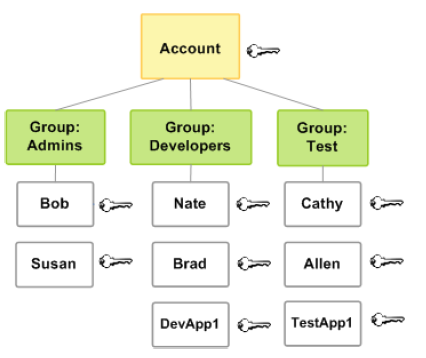 Account
Group:
Admins
Group:
Developers
Group:
Test
Bob
Nate
Cathy
Susan
Brad
Allen
DevApp1
TestApp1